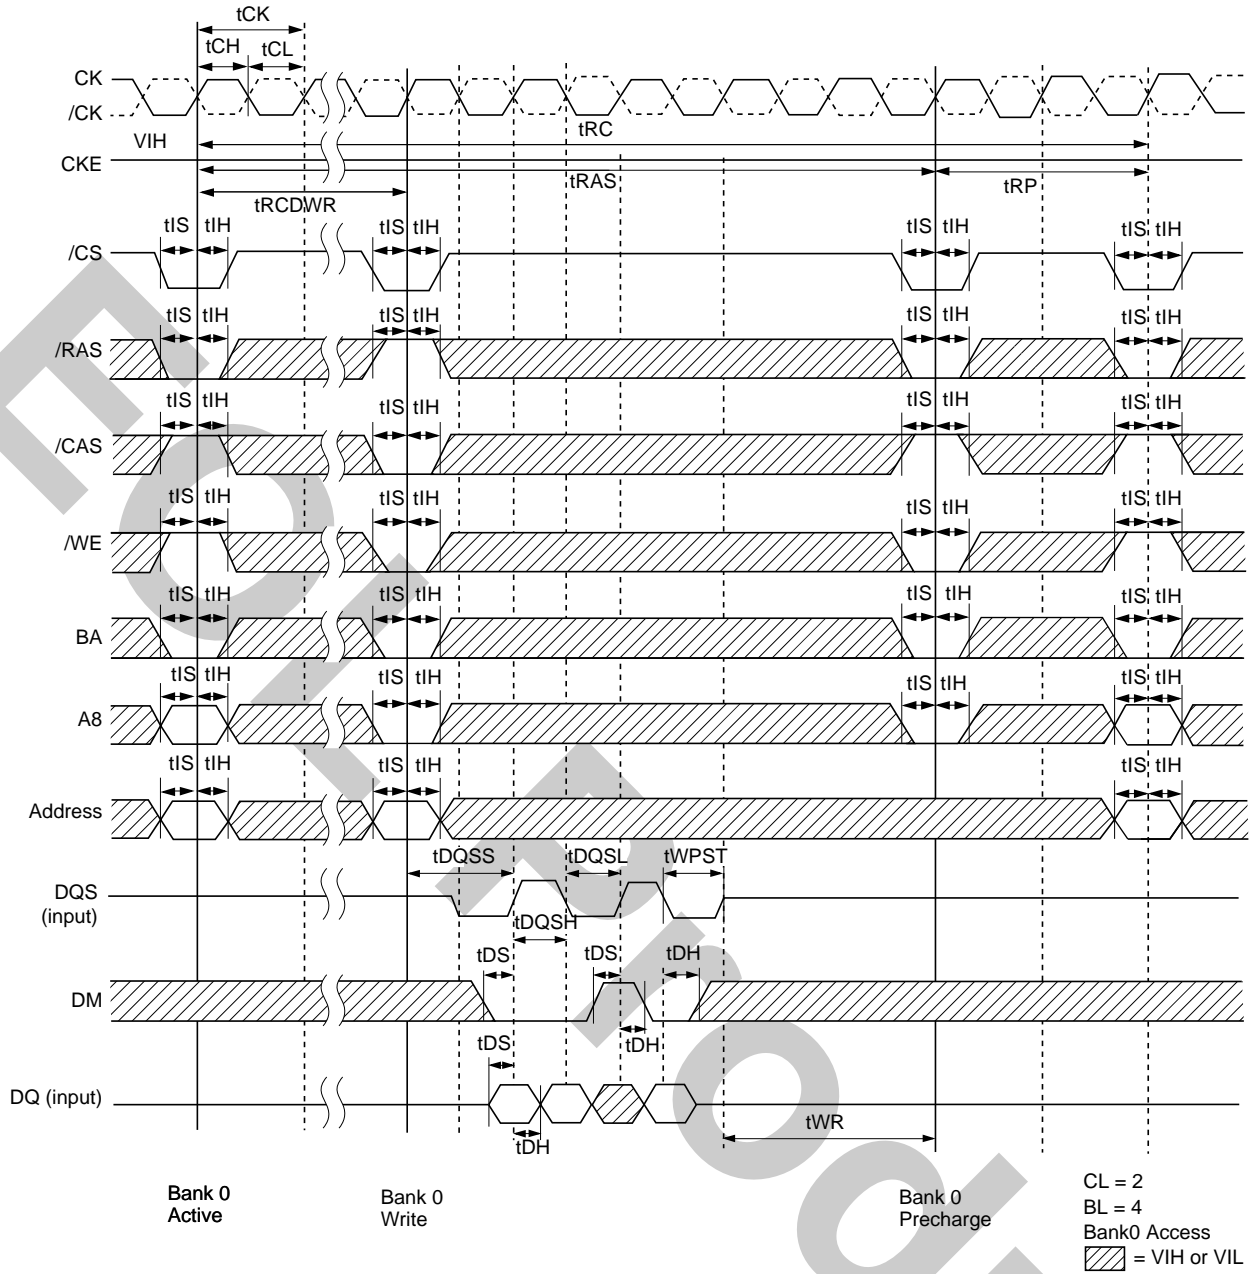 tCK
tCH tCL
CK
/CK
tRC
VIH
CKE
tRAS
tRP
tRCDWR
tIS tIH tIS tIH tIS tIH tIS tIH
/CS
tIS tIH tIS tIH tIS tIH tIS tIH
/RAS
tIS tIH tIS tIH tIS tIH tIS tIH
/CAS
tIS tIH tIS tIH tIS tIH tIS tIH
/WE
tIS tIH tIS tIH tIS tIH tIS tIH
BA
tIS tIH tIS tIH tIS tIH tIS tIH
A8
tIS tIH tIS tIH tIS tIH
Address
tDQSS tDQSL tWPST
DQS
(input)
tDQSH
tDS tDS tDH
DM
tDS tDH
DQ (input)
tDH
tWR
Bank 0
Active
Bank 0
Write
Bank 0
Precharge
CL = 2
BL = 4
Bank0 Access
= VIH or VIL
EOL Prod